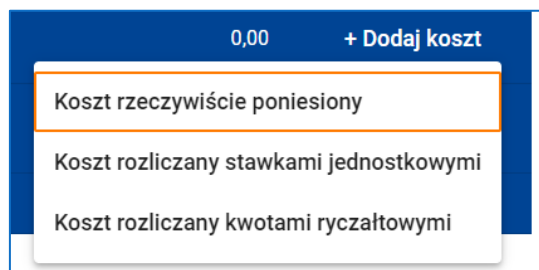 0,00 + Dodaj koszt
Koszt rzeczywiście poniesiony
Koszt rozliczany stawkami jednostkowymi
Koszt rozliczany kwotami ryczałtowymi